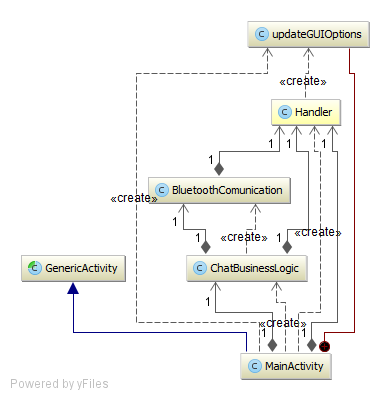 C updateGUIOptions
«create»
C Handler
1
1
1
1
1
C BluetoothComunication
«create»
1
1
1
«create»
«create»
C GenericActivity
C ChatBusinessLogic
1
«create»
1
1
C MainActivity
Powered by yFiles